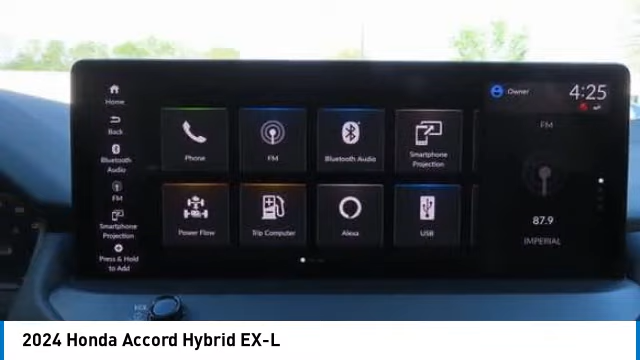 Home
Back
Bluetooth
Audio
FM
Smartphone
Projection
Press & Hold
to Add
Phone
FM
Bluetooth Audio
Smartphone
Projection
Power Flow
Trip Computer
Alexa
USB
Owner
4:25
FM
87.9
IMPERIAL
2024 Honda Accord Hybrid EX-L